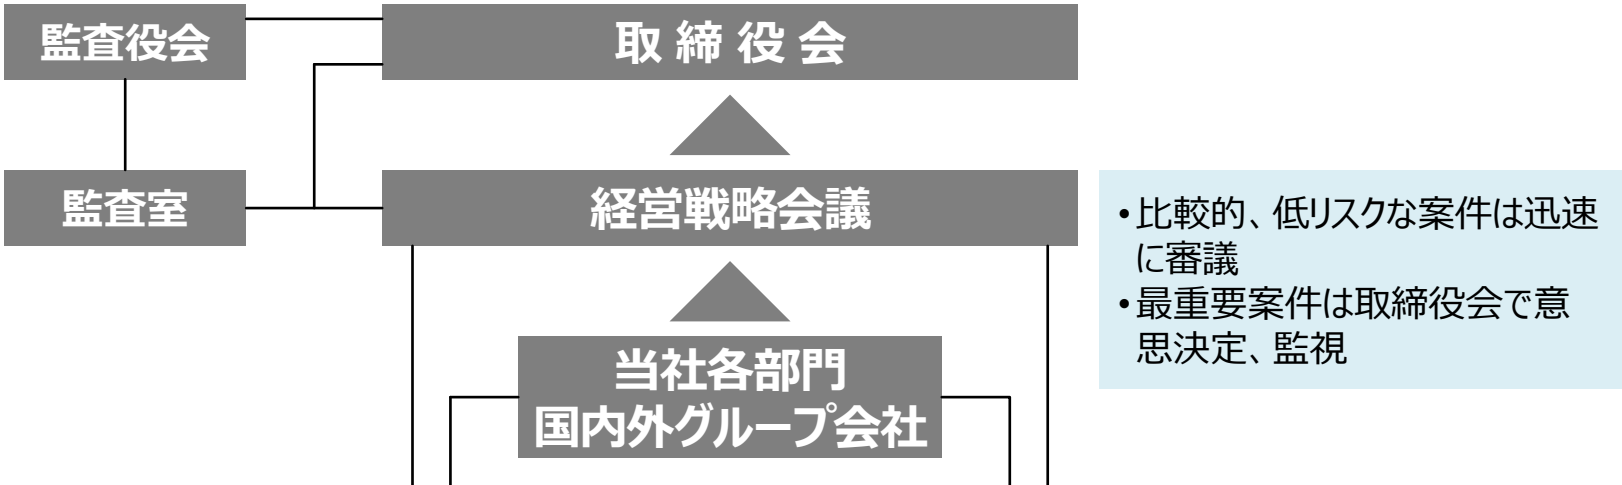 監査役会
取締役会
監査室
経営戦略会議
•比較的、低リスクな案件は迅速
に審議
•最重要案件は取締役会で意
思決定、監視
当社各部門
国内外グループ会社